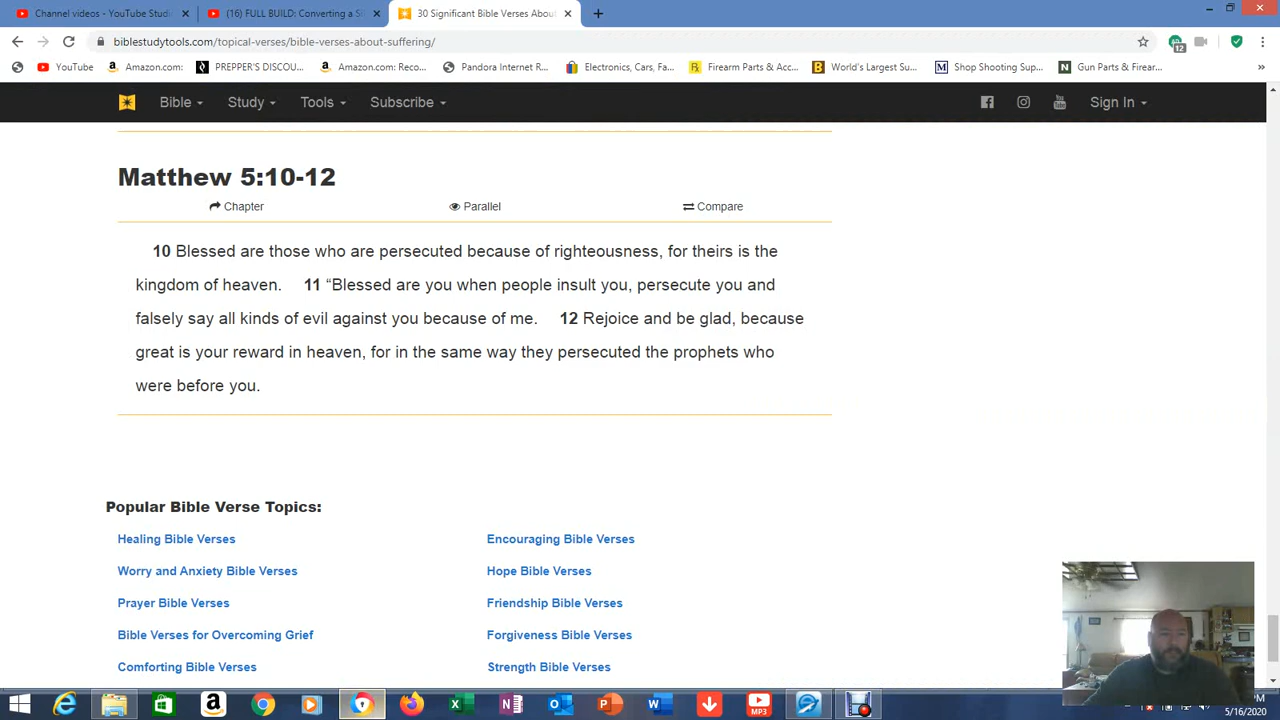 Channel videos - YouTube Studi
(16) FULL BUILD: Converting a S
30 Significant Bible Verses About
biblestudytools.com/topical-verses/bible-verses-about-suffering/
12
YouTube
Amazon.com:
PREPPER'S DISCOU...
Amazon.com: Reco...
Pandora Internet R...
Electronics, Cars, Fa...
Firearm Parts & Acc...
World's Largest Su...
Shop Shooting Sup...
Gun Parts & Firear...
»
Bible
Study
Tools
Subscribe
Sign In
Matthew 5:10-12
Chapter
Parallel
Compare
10 Blessed are those who are persecuted because of righteousness, for theirs is the
kingdom of heaven. 11 “Blessed are you when people insult you, persecute you and
falsely say all kinds of evil against you because of me. 12 Rejoice and be glad, because
great is your reward in heaven, for in the same way they persecuted the prophets who
were before you.
Popular Bible Verse Topics:
Healing Bible Verses
Encouraging Bible Verses
Worry and Anxiety Bible Verses
Hope Bible Verses
Prayer Bible Verses
Friendship Bible Verses
Bible Verses for Overcoming Grief
Forgiveness Bible Verses
Comforting Bible Verses
Strength Bible Verses
MP3
5/16/2020